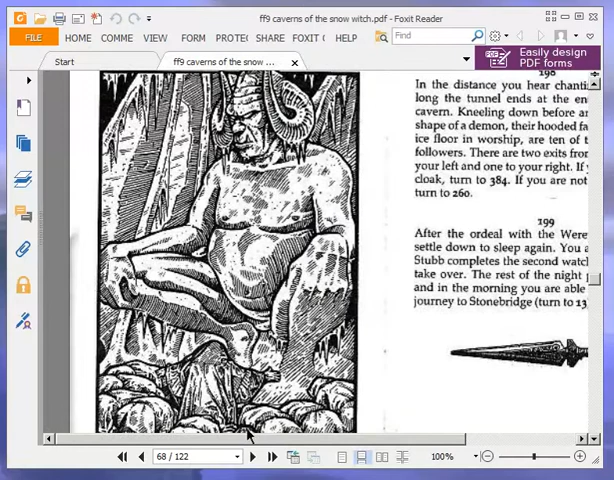 ff9 caverns of the snow witch.pdf - Foxit Reader
FILE HOME COMME VIEW FORM PROTEC SHARE FOXIT C HELP Find
Start ff9 caverns of the snow ... Easily design
PDF forms
198
In the distance you hear chanti
long the tunnel ends at the en
cavern. Kneeling down before an
shape of a demon, their hooded fa
ice floor in worship, are ten of t
followers. There are two exits fro
your left and one to your right. If
cloak, turn to 384. If you are not
turn to 260.
199
After the ordeal with the Were
settle down to sleep again. You a
Stubb completes the second watc
take over. The rest of the night
and in the morning you are able
journey to Stonebridge (turn to 13
68 / 122 100%